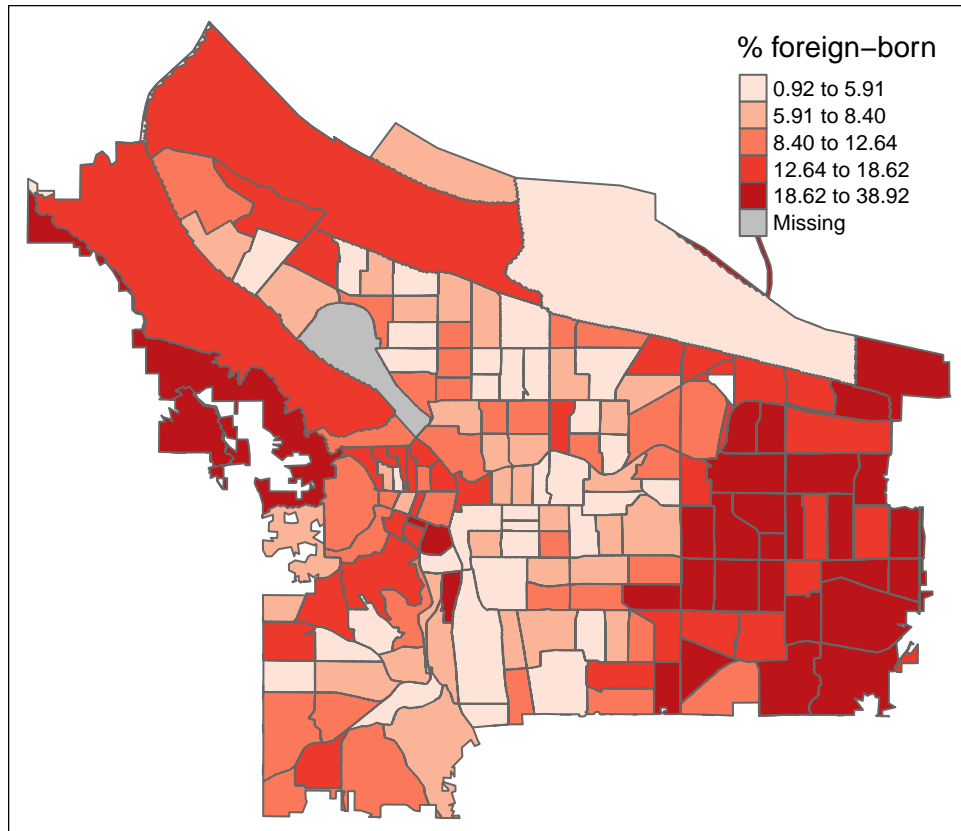 % foreign−born
0.92 to 5.91
5.91 to 8.40
8.40 to 12.64
12.64 to 18.62
18.62 to 38.92
Missing